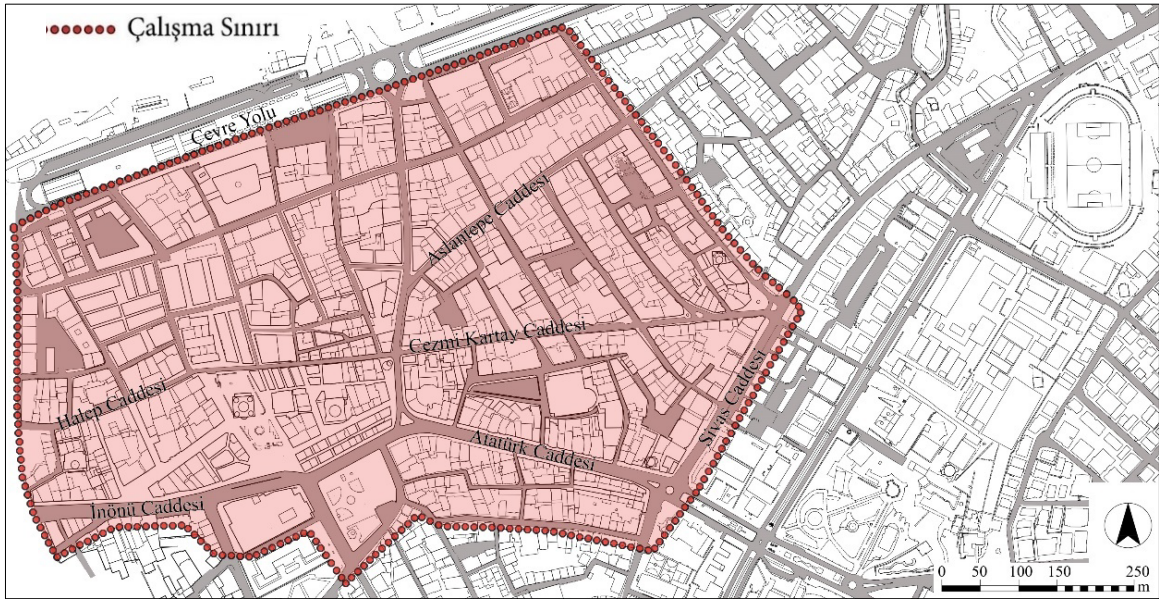 Çalışma Sınırı
Çevre Yolu
Aslantepe Caddesi
Cezmi Kartay Caddesi
Halep Caddesi
Sivas Caddesi
Atatürk Caddesi
İnönü Caddesi
0 50 100 150 250
m